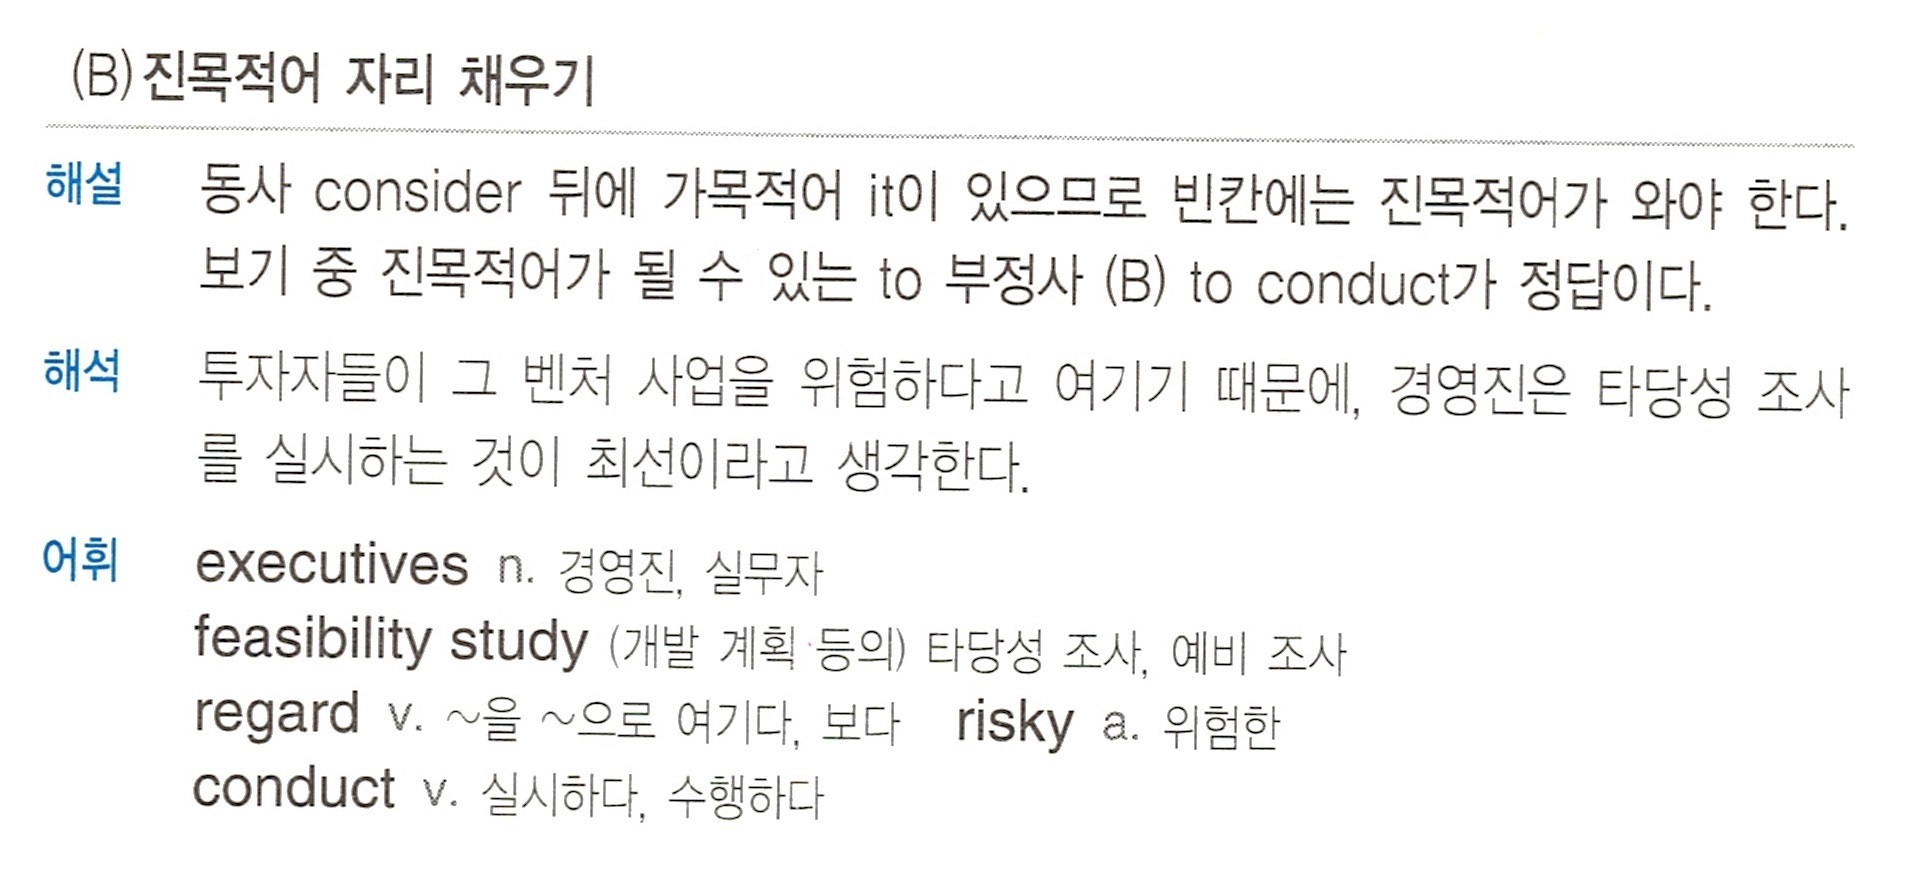 (B) 진목적어 자리 채우기
해설 동사 consider 뒤에 가목적어 it이 있으므로 빈칸에는 진목적어가 와야 한다.
보기 중 진목적어가 될 수 있는 to 부정사 (B) to conduct가 정답이다.
해석 투자자들이 그 벤처 사업을 위험하다고 여기기 때문에, 경영진은 타당성 조사
를 실시하는 것이 최선이라고 생각한다.
어휘 executives n. 경영진, 실무자
feasibility study (개발 계획 등의) 타당성 조사, 예비 조사
regard v. ~을 ~으로 여기다, 보다 risky a. 위험한
conduct v. 실시하다, 수행하다